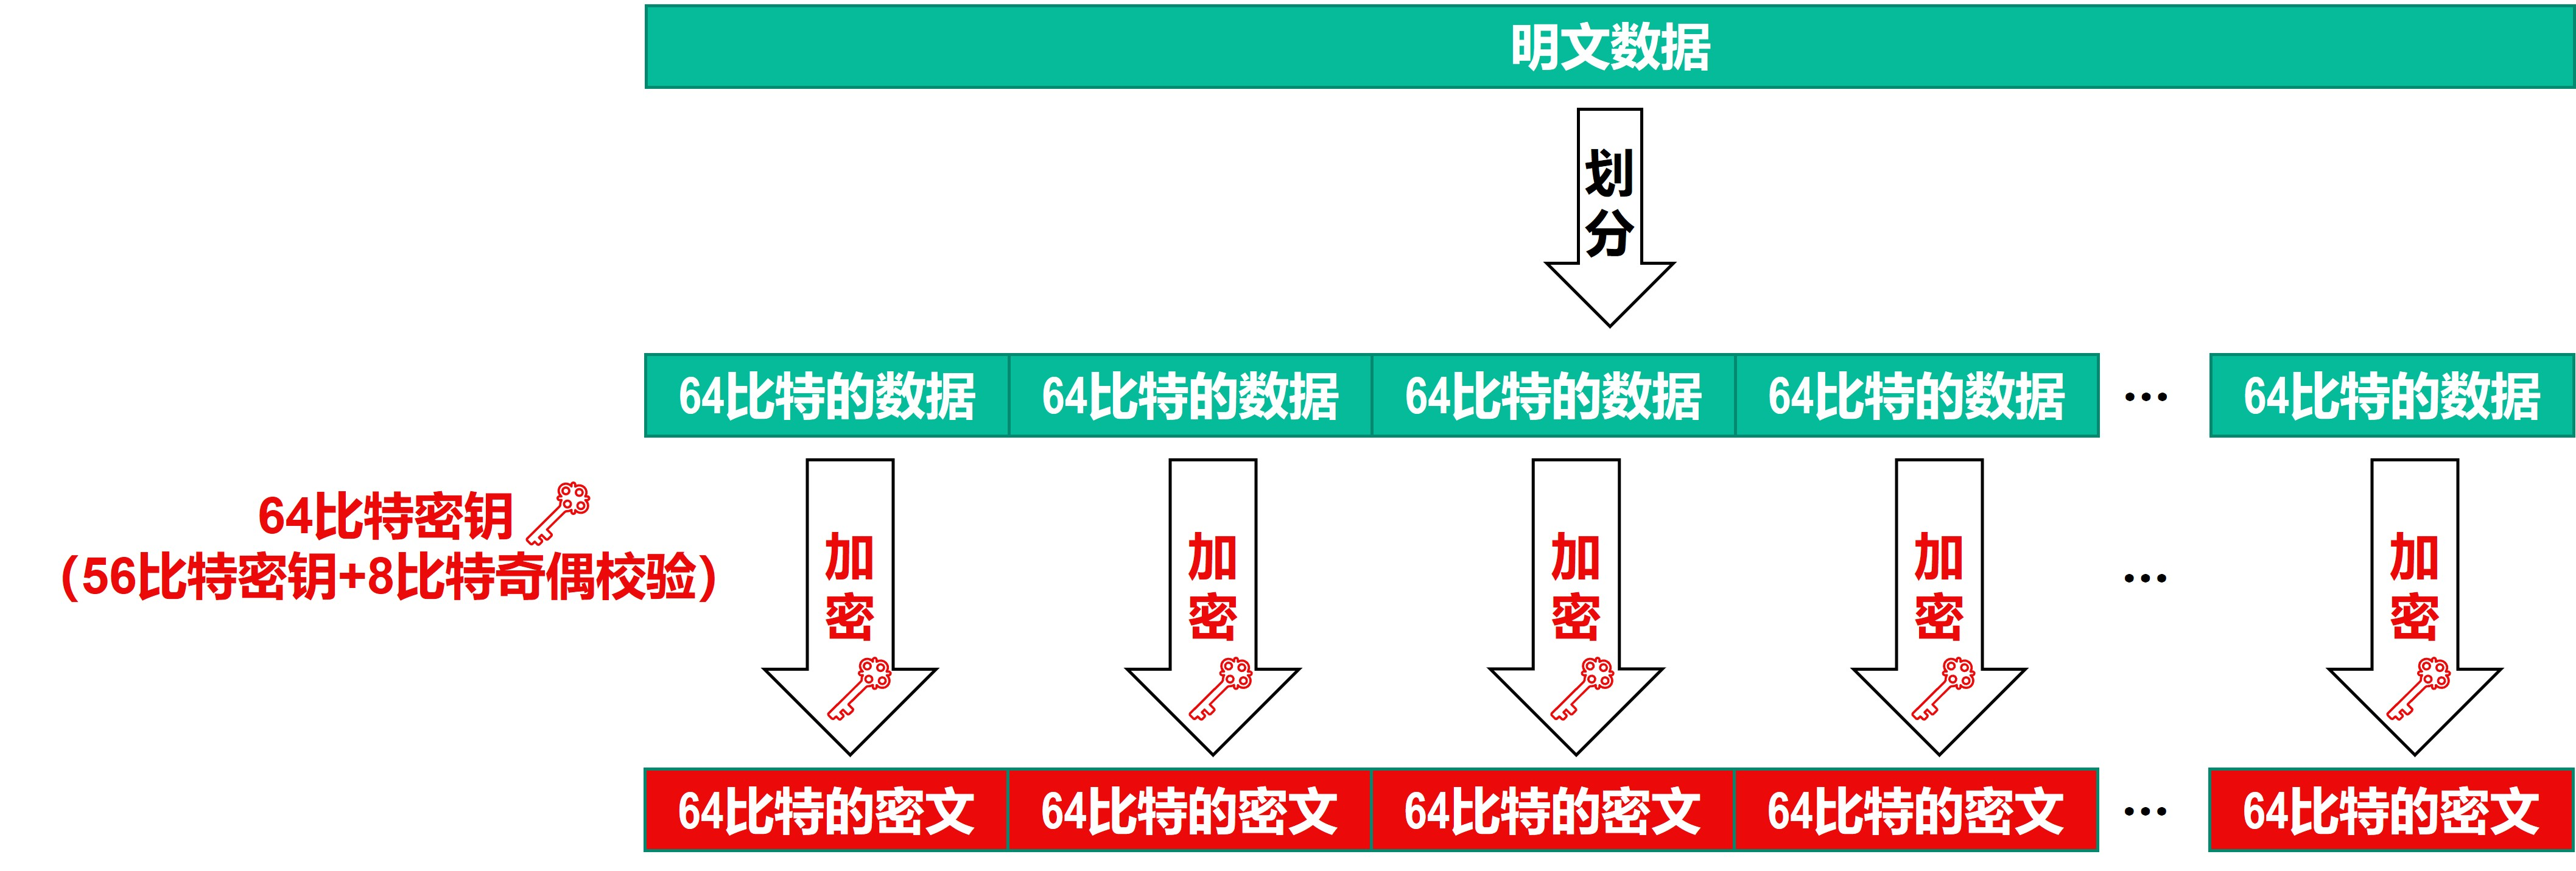 明文数据
划分
64比特的数据 64比特的数据 64比特的数据 64比特的数据 … 64比特的数据
64比特密钥
（56比特密钥+8比特奇偶校验）
加密 加密 加密 加密 … 加密
64比特的密文 64比特的密文 64比特的密文 64比特的密文 … 64比特的密文